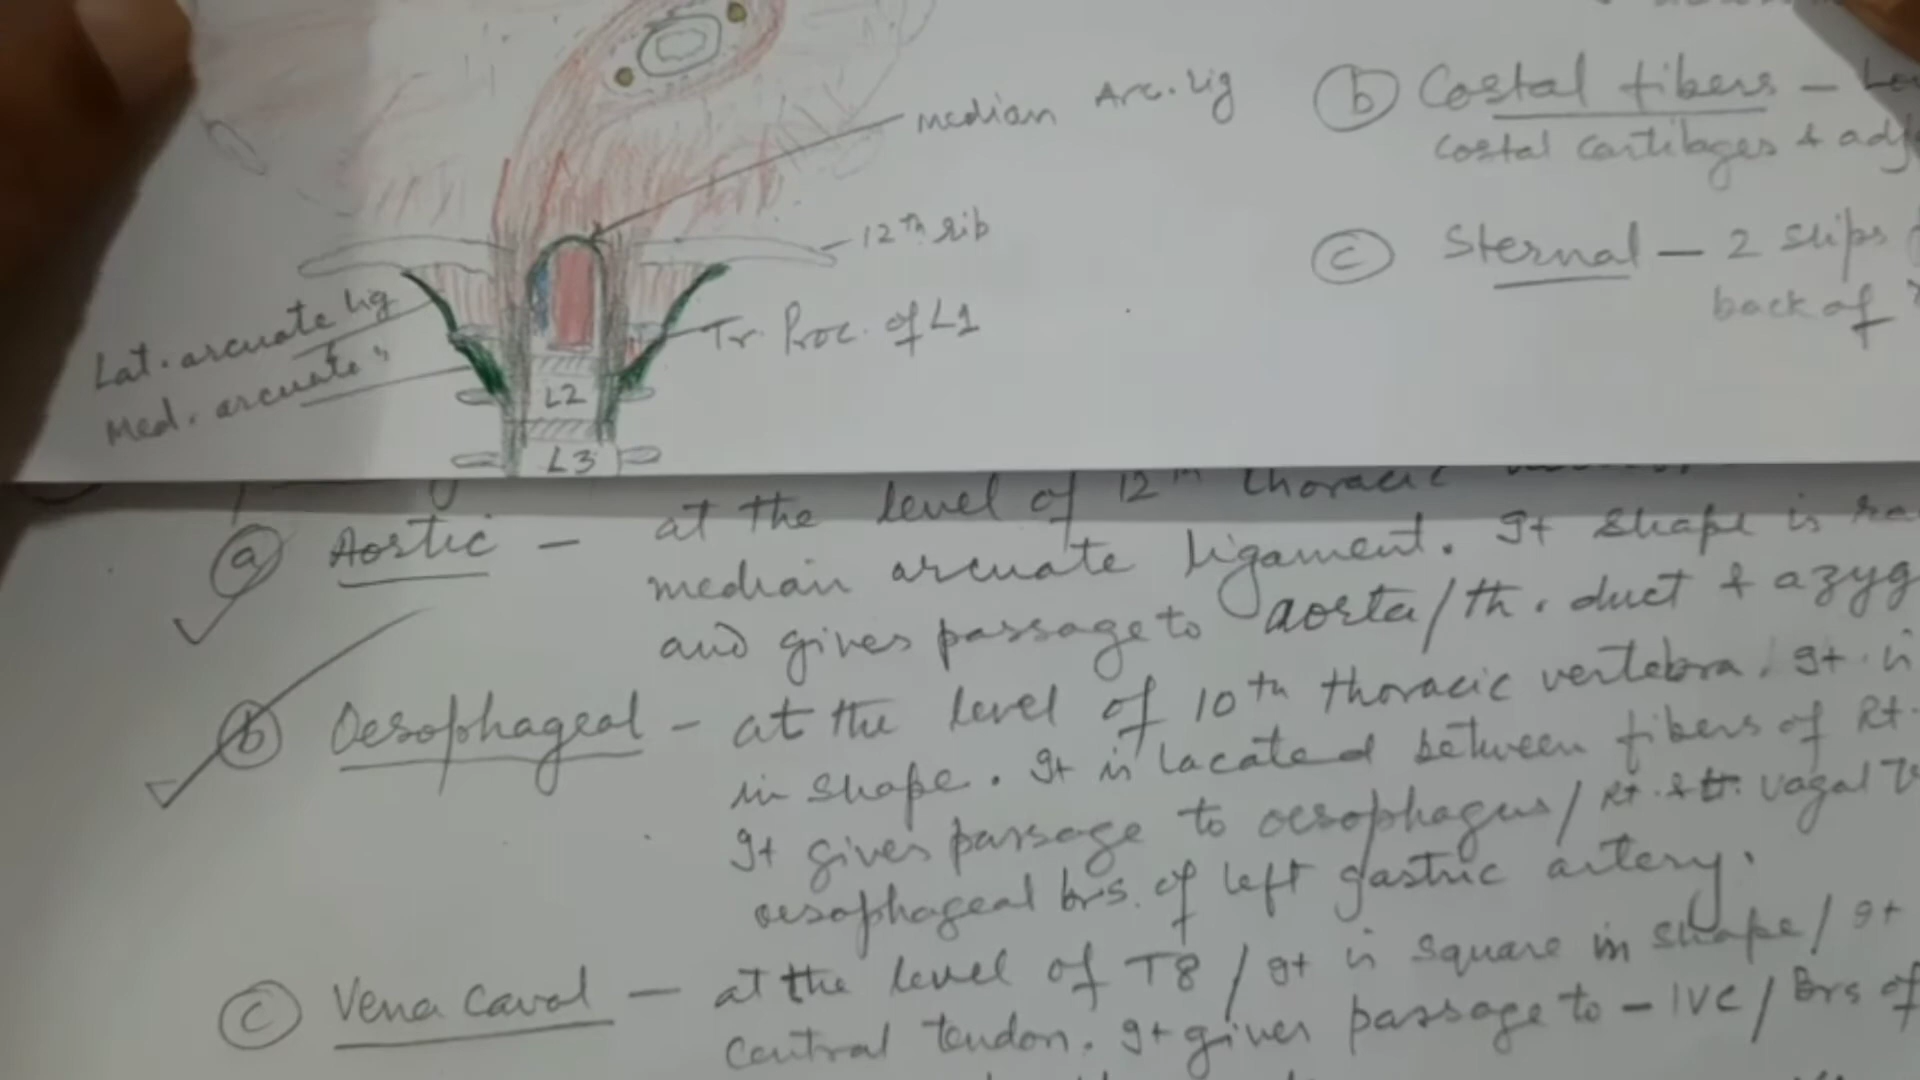 median Arc. lig
12th rib
Tr. Proc. of L1
Lat. arcuate lig
Med. arcuate "
L2
L3
(b) Costal fibers –
costal cartilages &
(c) Sternal – 2 slips
back of
(a) Aortic – at the level of 12th thoracic
median arcuate ligament. It shape is
and gives passage to aorta/th. duct &
(b) Oesophageal – at the level of 10th thoracic vertebra. It is
in shape. It is lacated between fibers of Rt.
It gives passage to oesophagus/ Rt. & lt. vagal
oesophageal brs. of left gastric artery.
(c) Vena Caval – at the level of T8 / It is square in shape/ It
central tendon. It gives passage to – IVC / Brs of